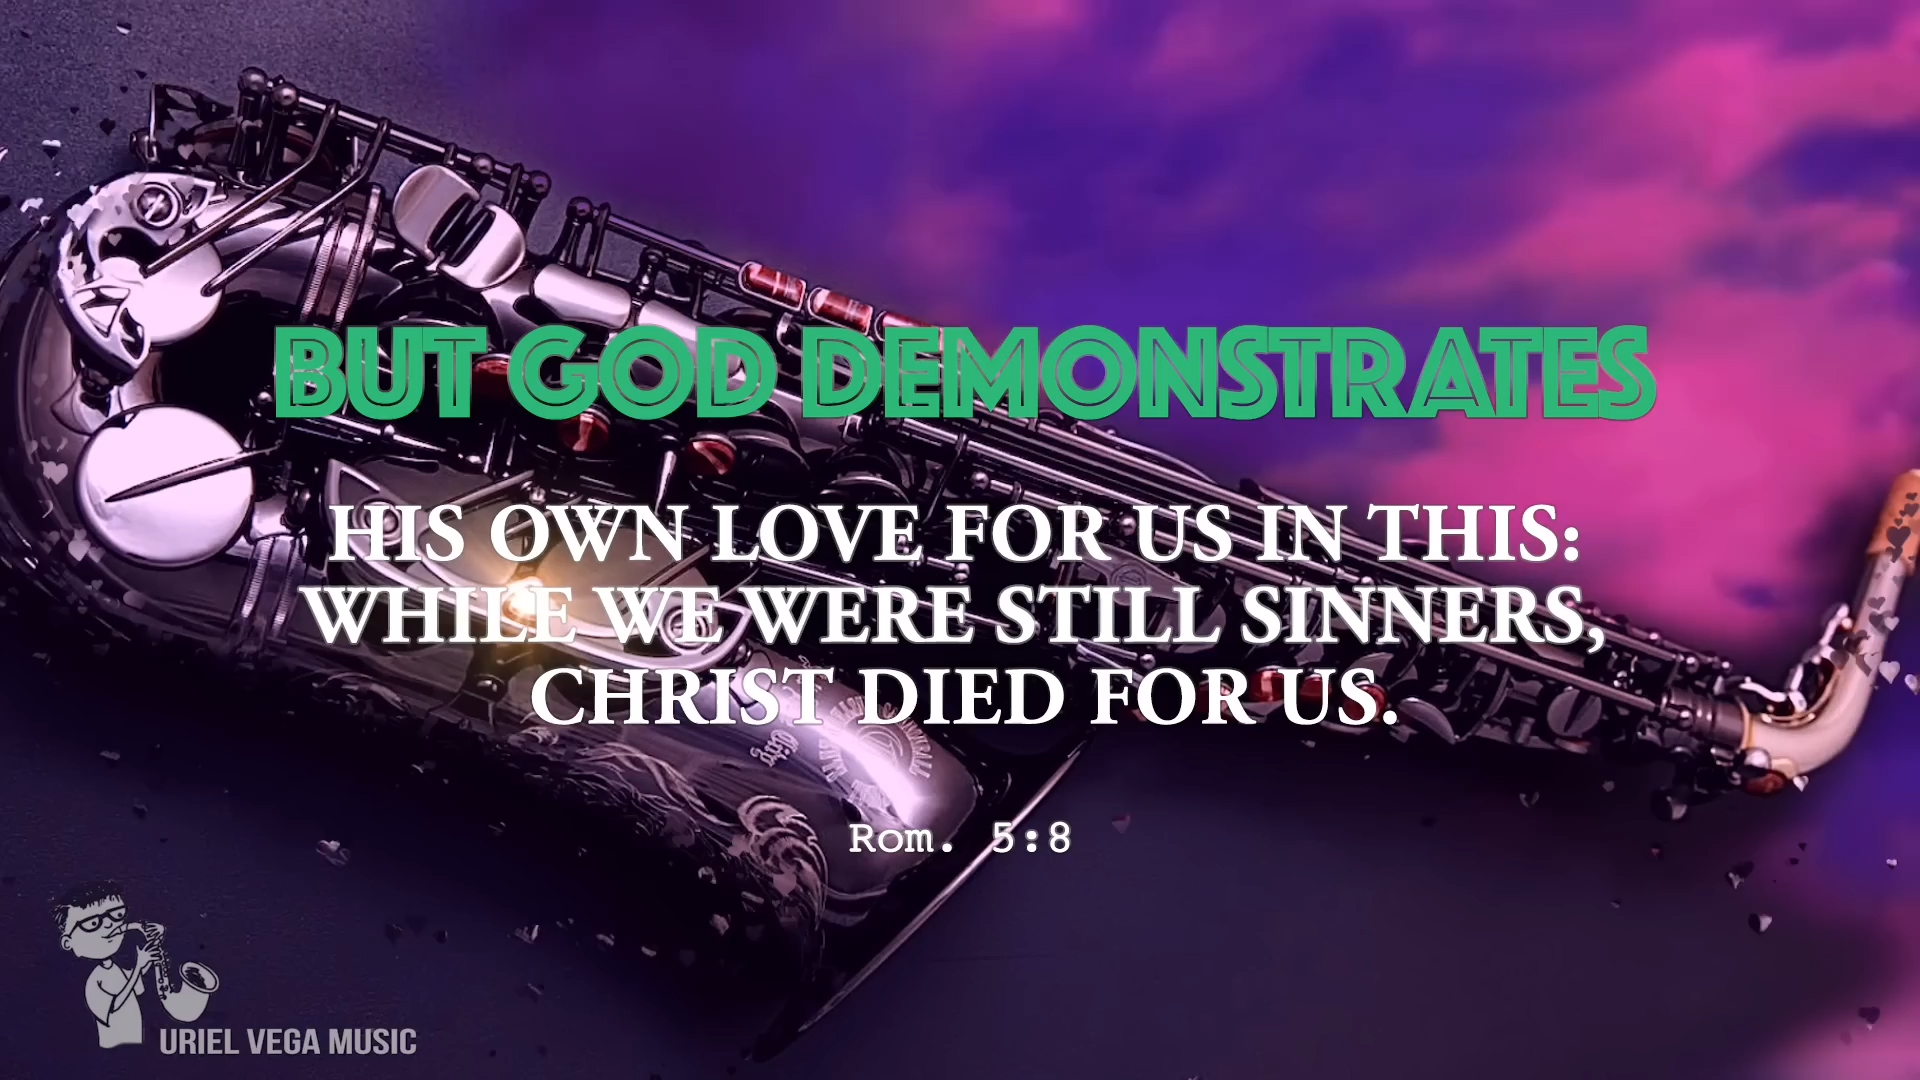 BUT GOD DEMONSTRATES
HIS OWN LOVE FOR US IN THIS:
WHILE WE WERE STILL SINNERS,
CHRIST DIED FOR US.
Rom. 5:8
URIEL VEGA MUSIC